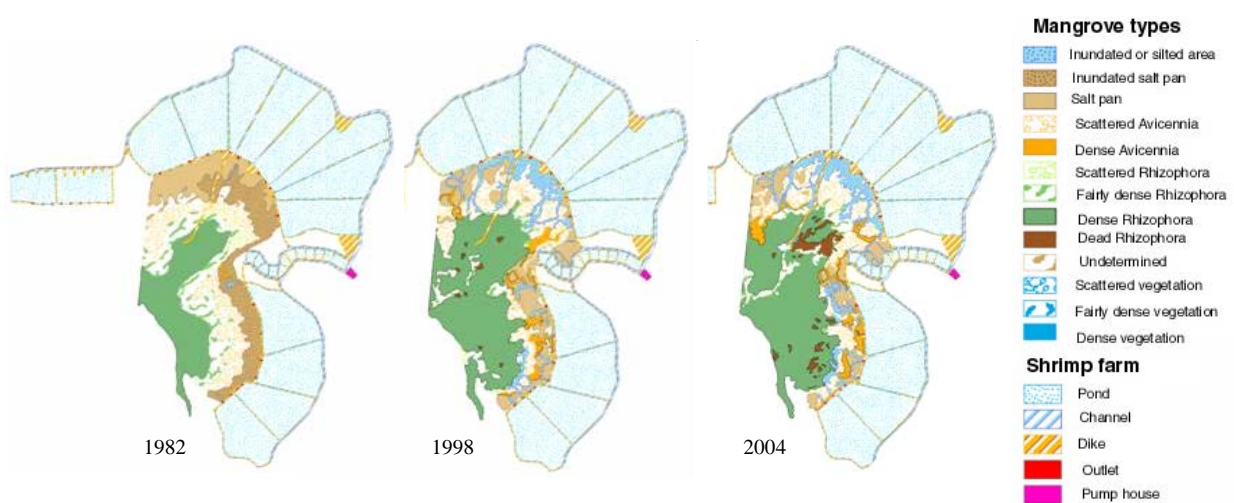 1982
1998
2004
Mangrove types
Inundated or silted area
Inundated salt pan
Salt pan
Scattered Avicennia
Dense Avicennia
Scattered Rhizophora
Fairly dense Rhizophora
Dense Rhizophora
Dead Rhizophora
Undetermined
Scattered vegetation
Fairly dense vegetation
Dense vegetation
Shrimp farm
Pond
Channel
Dike
Outlet
Pump house